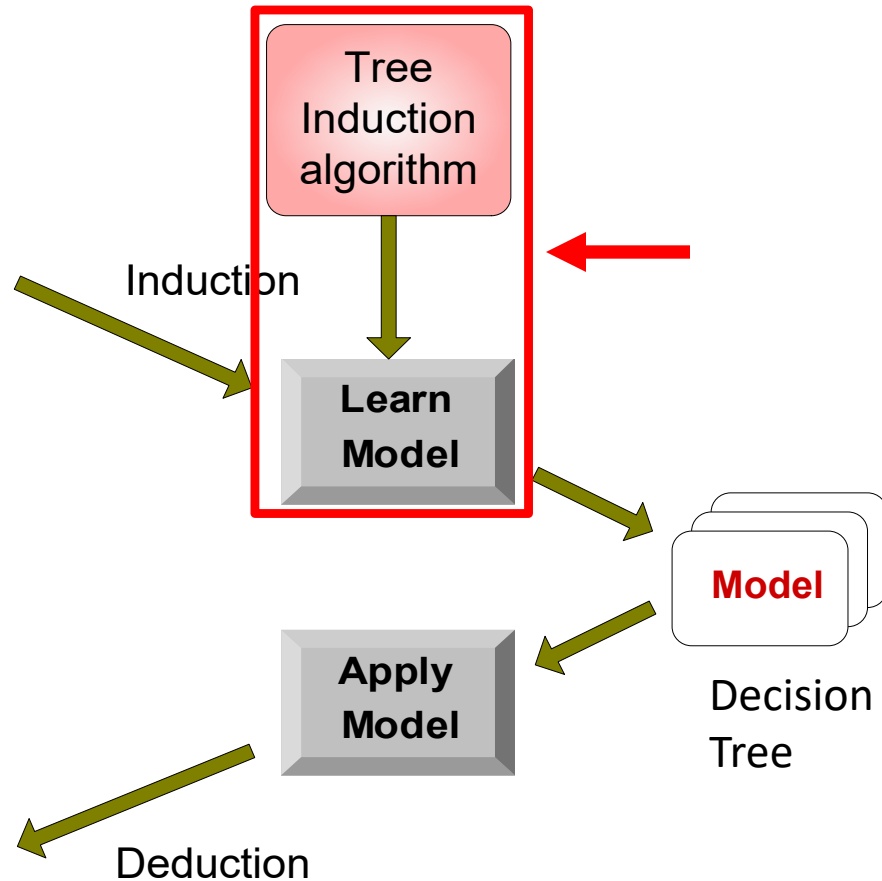 Tree
Induction
algorithm
Induction
Learn
Model
Model
Apply
Model
Decision
Tree
Deduction